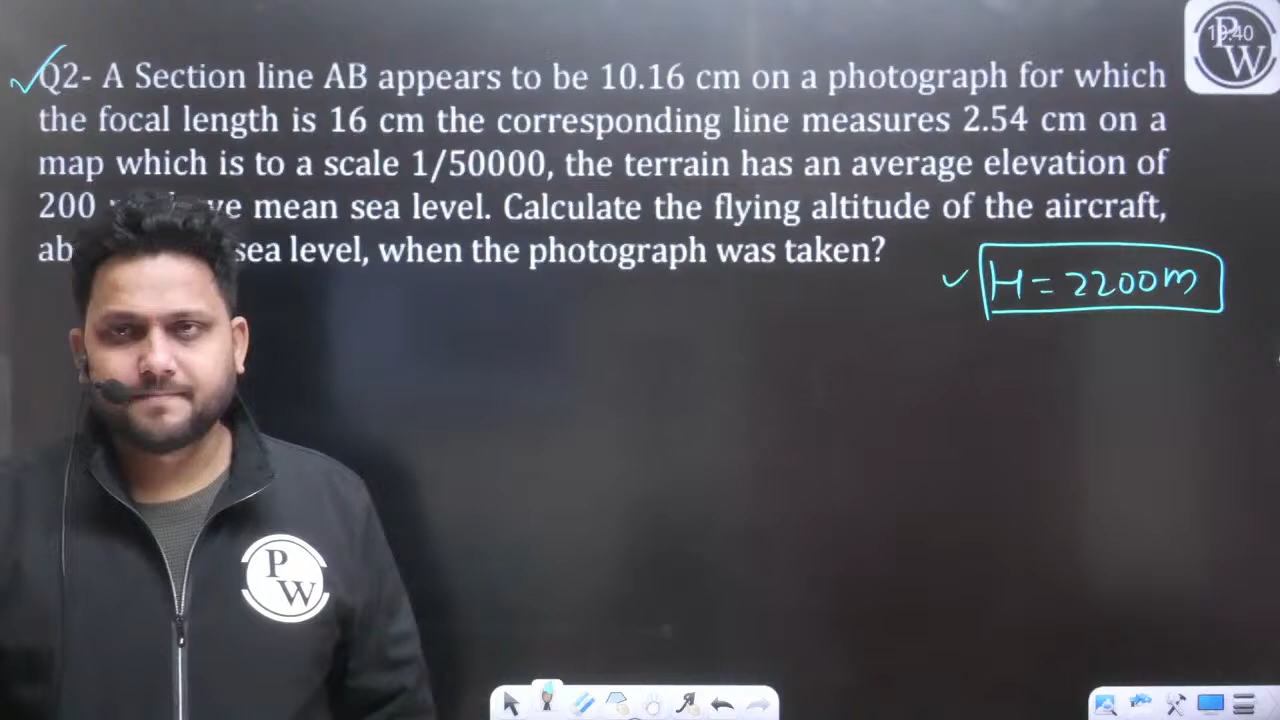 Q2- A Section line AB appears to be 10.16 cm on a photograph for which
the focal length is 16 cm the corresponding line measures 2.54 cm on a
map which is to a scale 1/50000, the terrain has an average elevation of
200 mean sea level. Calculate the flying altitude of the aircraft,
sea level, when the photograph was taken?
H = 2200m
P
W
PW